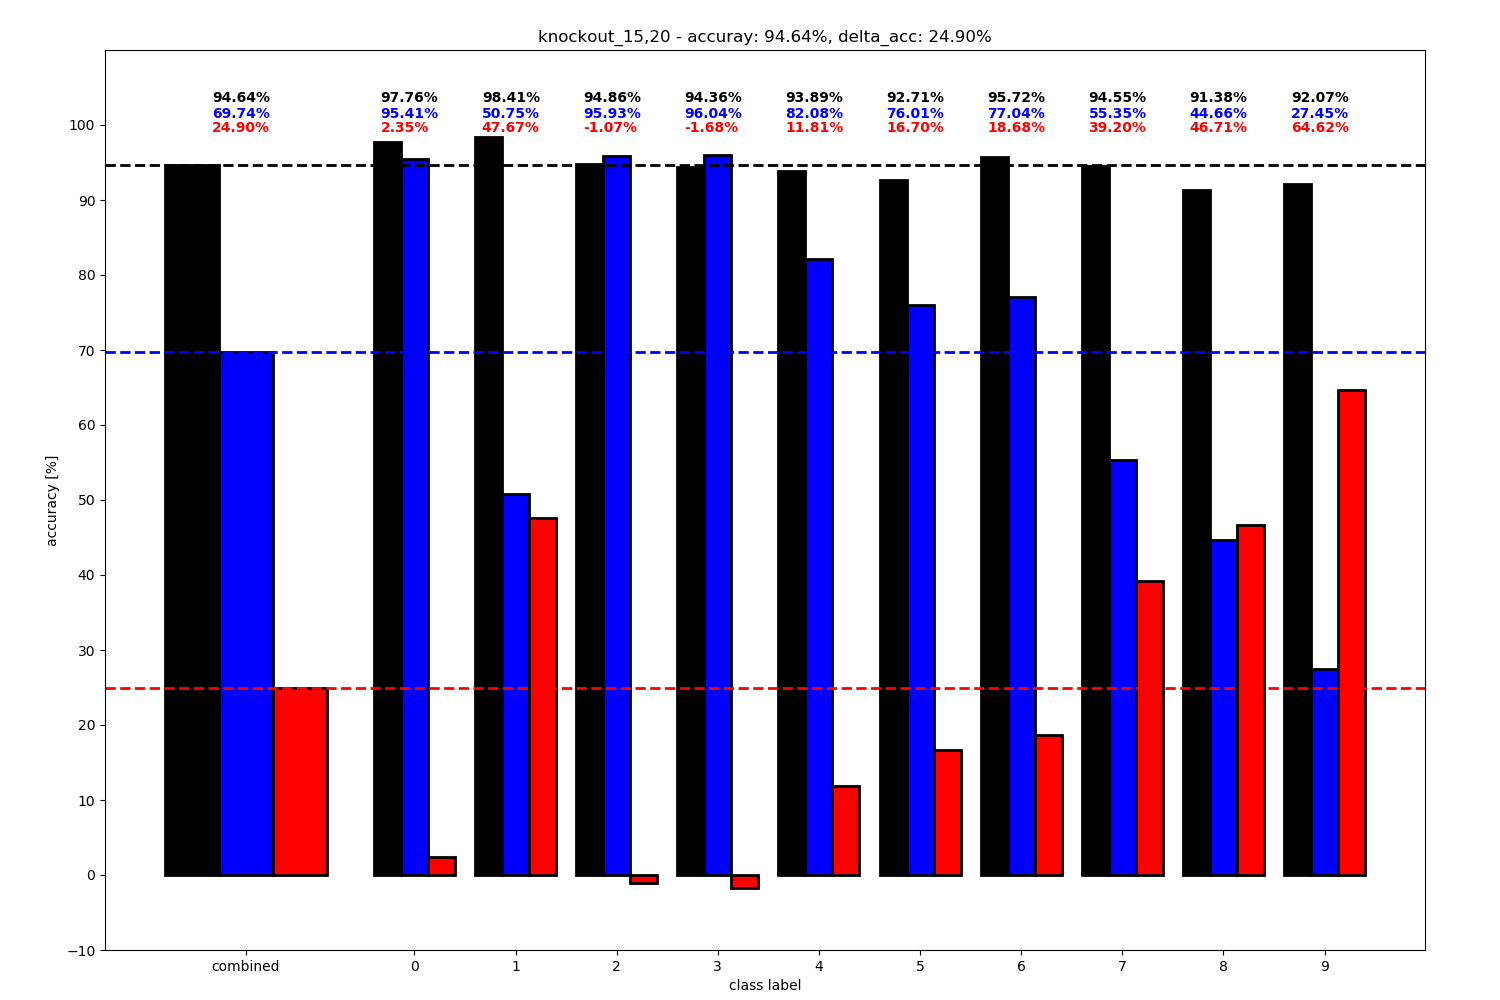 knockout_15,20 - accuray: 94.64%, delta_acc: 24.90%
94.64% 97.76% 98.41% 94.86% 94.36% 93.89% 92.71% 95.72% 94.55% 91.38% 92.07%
69.74% 95.41% 50.75% 95.93% 96.04% 82.08% 76.01% 77.04% 55.35% 44.66% 27.45%
24.90% 2.35% 47.67% -1.07% -1.68% 11.81% 16.70% 18.68% 39.20% 46.71% 64.62%
100
90
80
70
60
50
40
30
20
10
0
−10
accuracy [%]
combined 0 1 2 3 4 5 6 7 8 9
class label